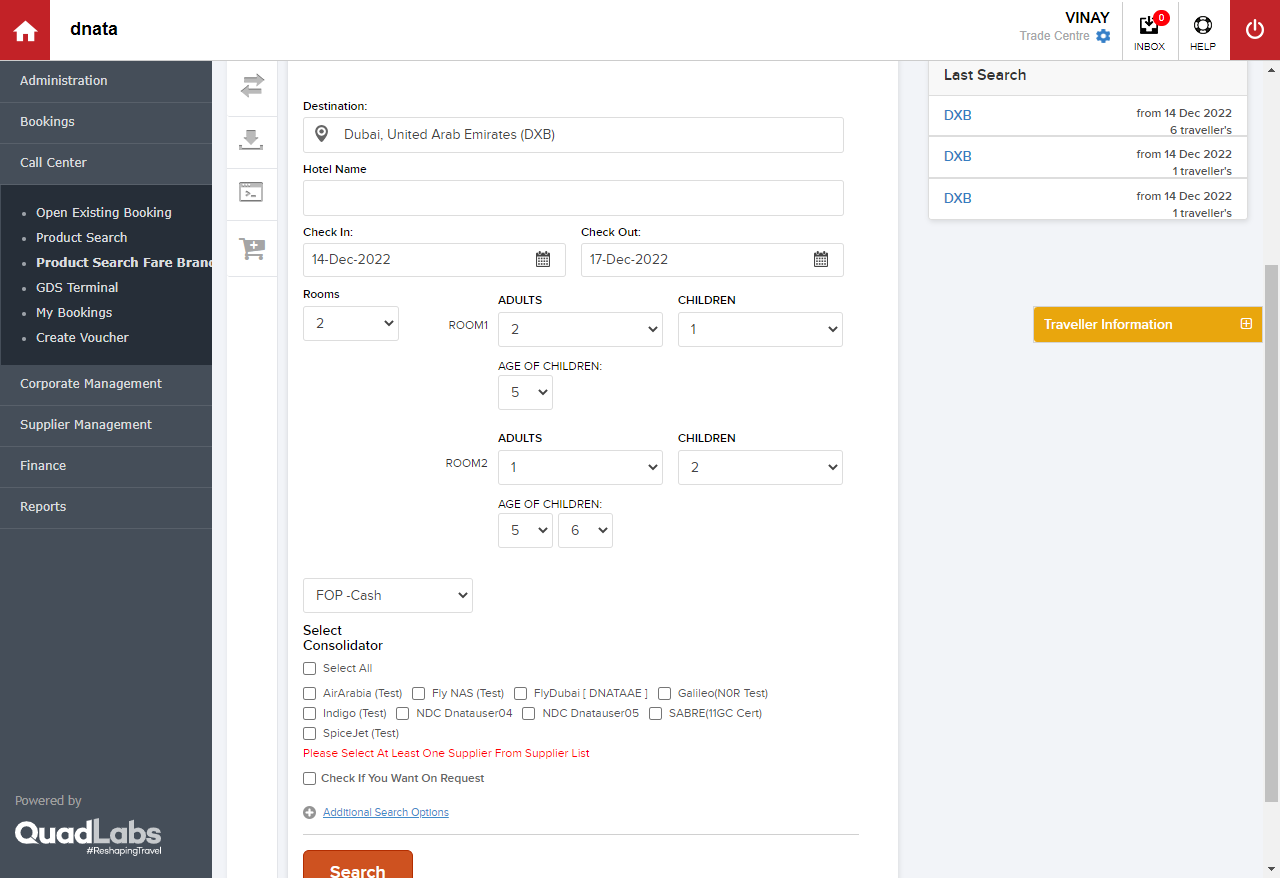 dnata
VINAY
Trade Centre
0
INBOX
HELP
Administration
Bookings
Call Center
Open Existing Booking
Product Search
Product Search Fare Brand
GDS Terminal
My Bookings
Create Voucher
Corporate Management
Supplier Management
Finance
Reports
Powered by
QuadLabs
#ReshapingTravel
Destination:
Dubai, United Arab Emirates (DXB)
Hotel Name
Check In:
Check Out:
14-Dec-2022
17-Dec-2022
Rooms
2
ADULTS
CHILDREN
ROOM1
2
1
AGE OF CHILDREN:
5
ADULTS
CHILDREN
ROOM2
1
2
AGE OF CHILDREN:
5
6
FOP -Cash
Select
Consolidator
Select All
AirArabia (Test) Fly NAS (Test) FlyDubai [ DNATAAE ] Galileo(N0R Test)
Indigo (Test) NDC Dnatauser04 NDC Dnatauser05 SABRE(11GC Cert)
SpiceJet (Test)
Please Select At Least One Supplier From Supplier List
Check If You Want On Request
Additional Search Options
Search
Last Search
DXB
from 14 Dec 2022
6 traveller's
DXB
from 14 Dec 2022
1 traveller's
DXB
from 14 Dec 2022
1 traveller's
Traveller Information